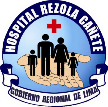 HOSPITAL REZOLA CAÑETE
GOBIERNO REGIONAL DE LIMA